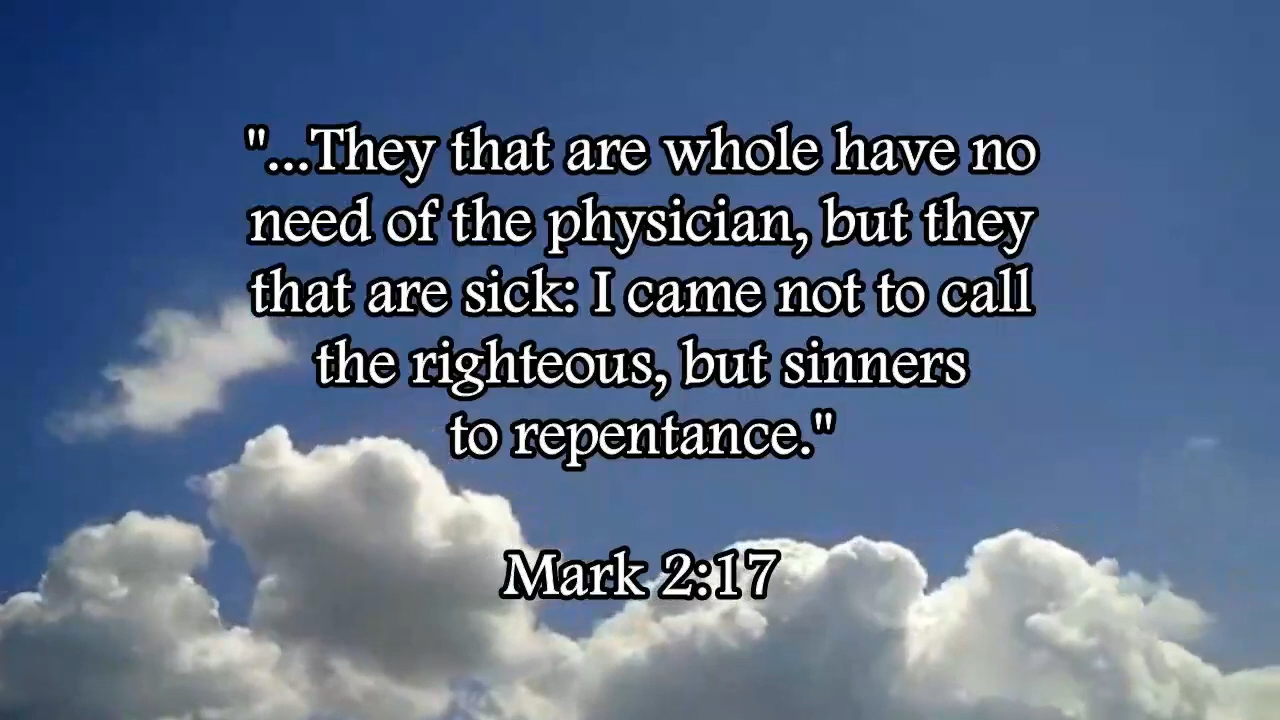 "...They that are whole have no
need of the physician, but they
that are sick: I came not to call
the righteous, but sinners
to repentance."
Mark 2:17